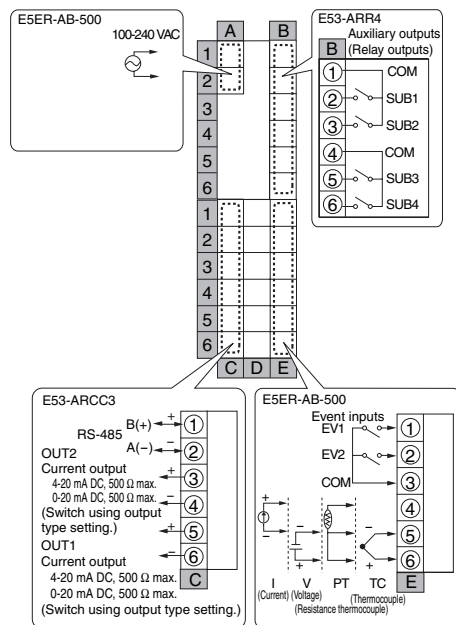 E5ER-AB-500
100-240 VAC
A
B
1
2
3
4
5
6
1
2
3
4
5
6
C D E
E53-ARR4
Auxiliary outputs
(Relay outputs)
B
1 COM
2 SUB1
3 SUB2
4 COM
5 SUB3
6 SUB4
E53-ARCC3
RS-485
B(+) + 1
A(−) − 2
OUT2
Current output
4-20 mA DC, 500 Ω max.
0-20 mA DC, 500 Ω max.
(Switch using output
type setting.)
+ 3
− 4
OUT1
Current output
4-20 mA DC, 500 Ω max.
0-20 mA DC, 500 Ω max.
(Switch using output type setting.)
+ 5
− 6
C
E5ER-AB-500
Event inputs
EV1 1
EV2 2
COM 3
4
5
6
E
+ − − + − +
I V PT TC
(Current) (Voltage) (Thermocouple)
(Resistance thermocouple)